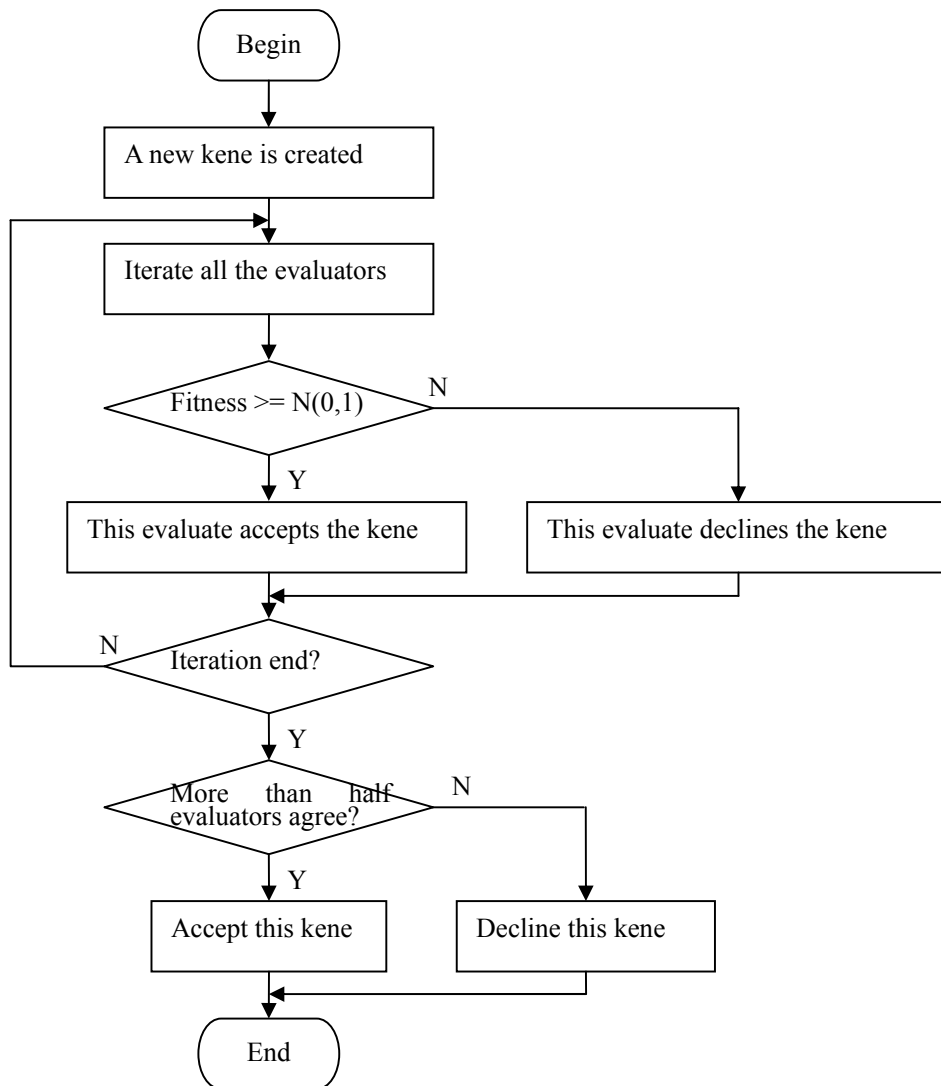 Begin
A new kene is created
Iterate all the evaluators
Fitness >= N(0,1)
N
Y
This evaluate accepts the kene
This evaluate declines the kene
N
Iteration end?
Y
More than half
evaluators agree?
N
Y
Accept this kene
Decline this kene
End